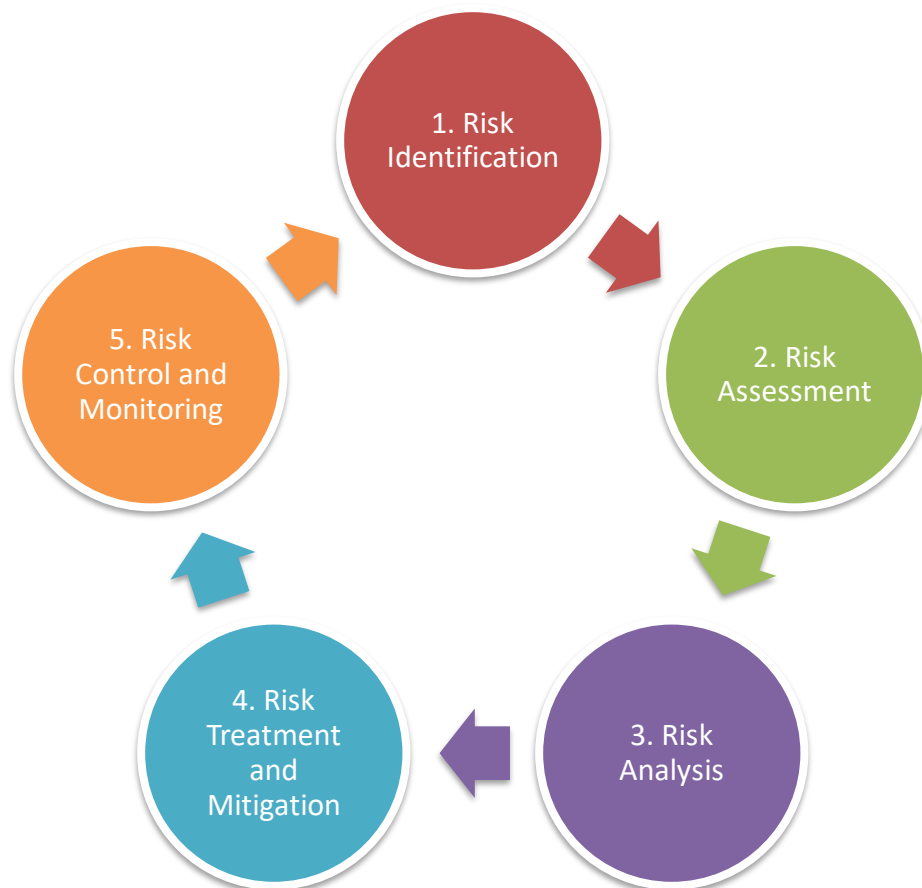 1. Risk
Identification
2. Risk
Assessment
3. Risk
Analysis
4. Risk
Treatment
and
Mitigation
5. Risk
Control and
Monitoring